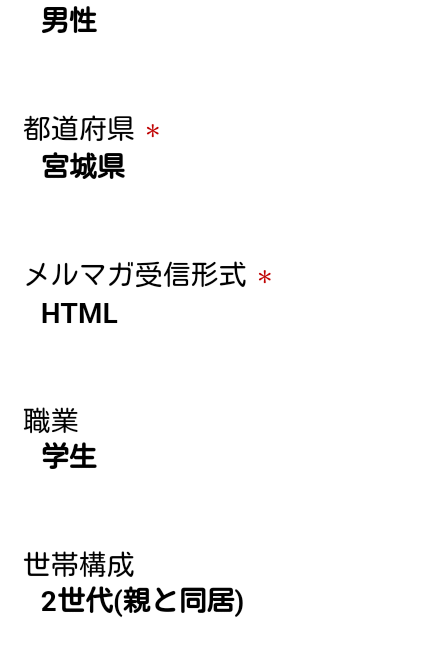 男性
都道府県 *
宮城県
メルマガ受信形式 *
HTML
職業
学生
世帯構成
2世代(親と同居)